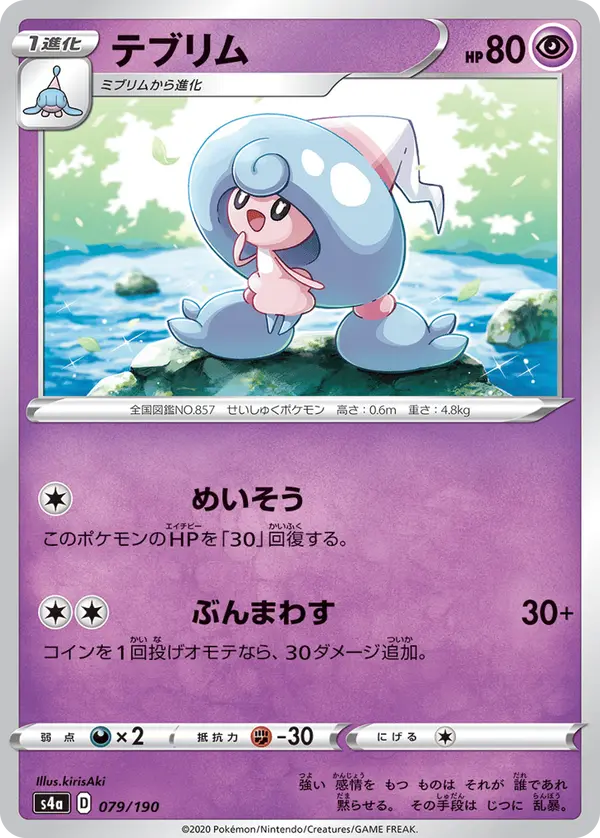 1進化
テブリム
HP80
ミブリムから進化
全国図鑑NO.857 せいしゅくポケモン 高さ:0.6m 重さ:4.8kg
めいそう
このポケモンのHPを「30」回復する。
ぶんまわす 30+
コインを1回投げオモテなら、30ダメージ追加。
弱点 ×2 抵抗力 -30 にげる
Illus.kirisAki
強い 感情を もつ ものは それが 誰であれ
黙らせる。 その手段は じつに 乱暴。
s4a D 079/190
©2020 Pokémon/Nintendo/Creatures/GAME FREAK.